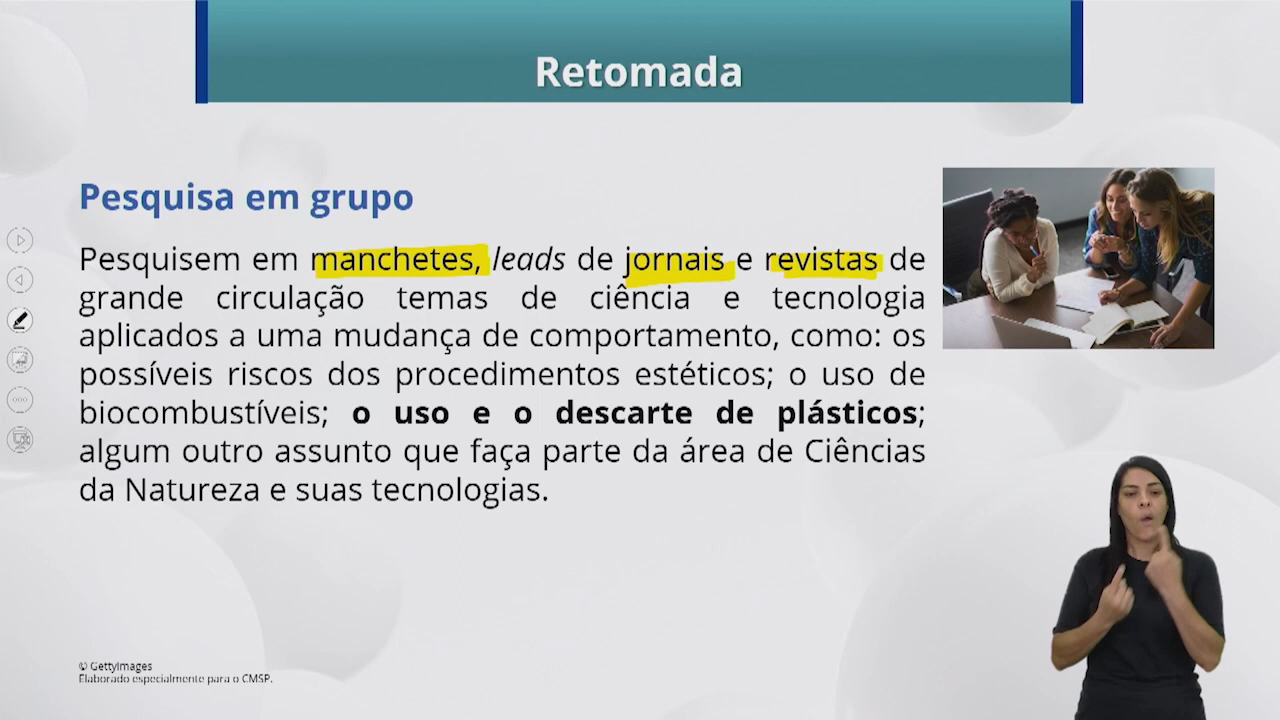 Retomada
Pesquisa em grupo
Pesquisem em manchetes, leads de jornais e revistas de
grande circulação temas de ciência e tecnologia
aplicados a uma mudança de comportamento, como: os
possíveis riscos dos procedimentos estéticos; o uso de
biocombustíveis; o uso e o descarte de plásticos;
algum outro assunto que faça parte da área de Ciências
da Natureza e suas tecnologias.
© GettyImages
Elaborado especialmente para o CMSP.